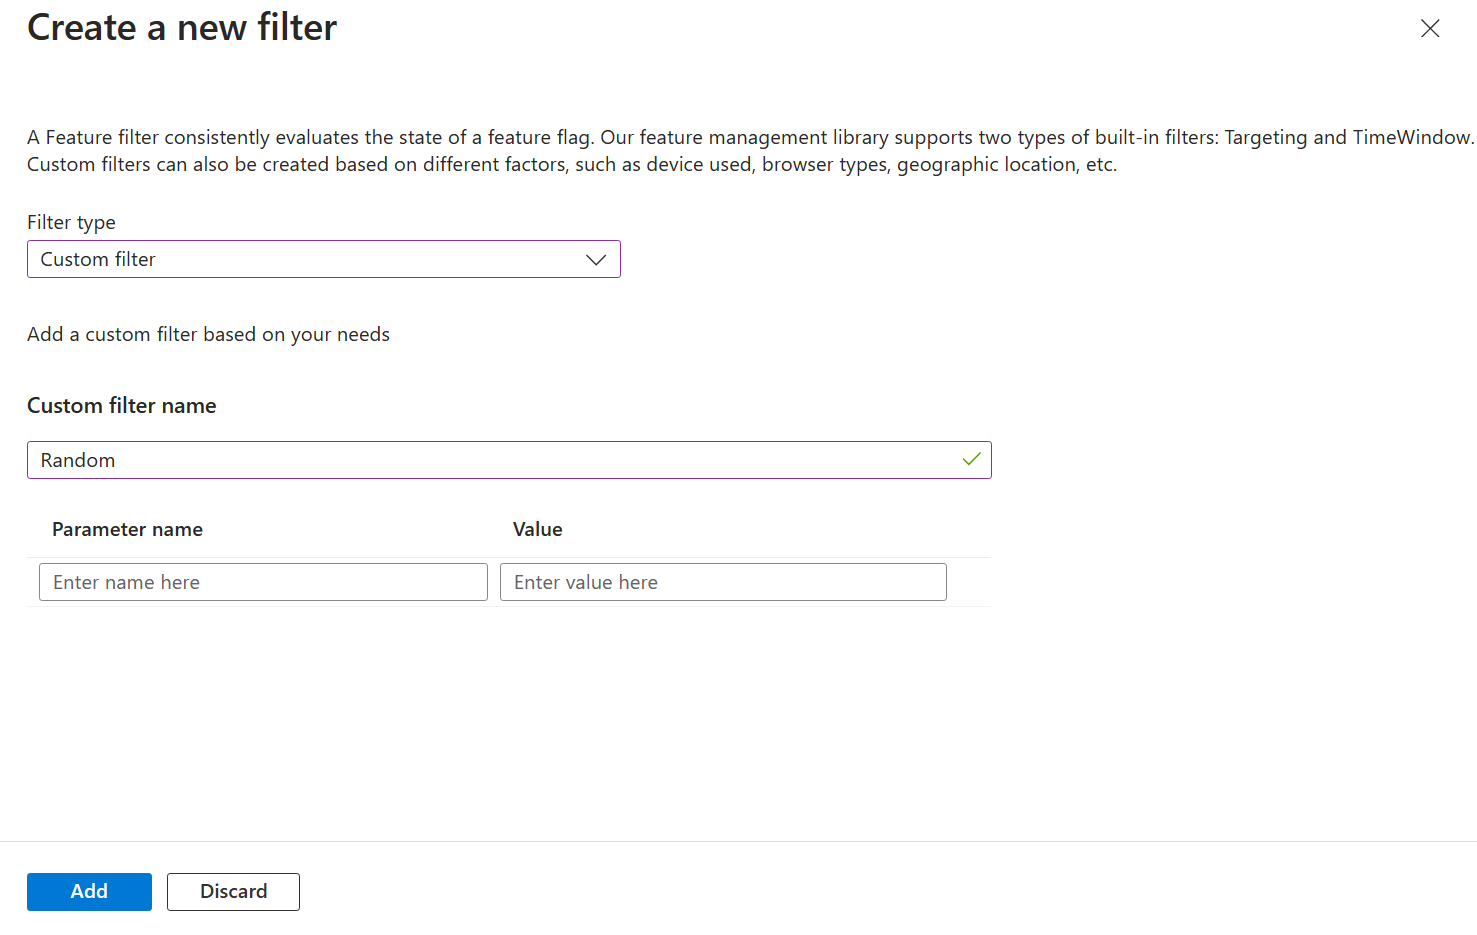 Create a new filter
A Feature filter consistently evaluates the state of a feature flag. Our feature management library supports two types of built-in filters: Targeting and TimeWindow.
Custom filters can also be created based on different factors, such as device used, browser types, geographic location, etc.
Filter type
Custom filter
Add a custom filter based on your needs
Custom filter name
Random
Parameter name Value
Enter name here Enter value here
Add Discard